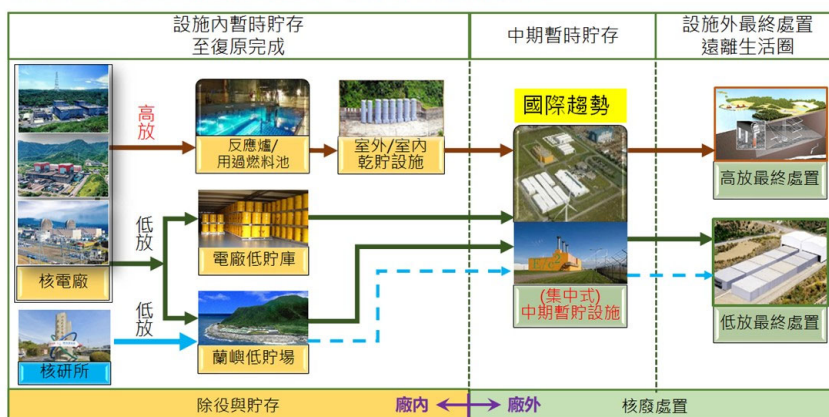 設施內暫時貯存
至復原完成
中期暫時貯存
設施外最終處置
遠離生活圈
高放
反應爐/
用過燃料池
室外/室內
乾貯設施
國際趨勢
高放最終處置
低放
電廠低貯庫
核電廠
(集中式)
中期暫貯設施
低放
蘭嶼低貯場
低放最終處置
核研所
除役與貯存
廠內
廠外
核廢處置